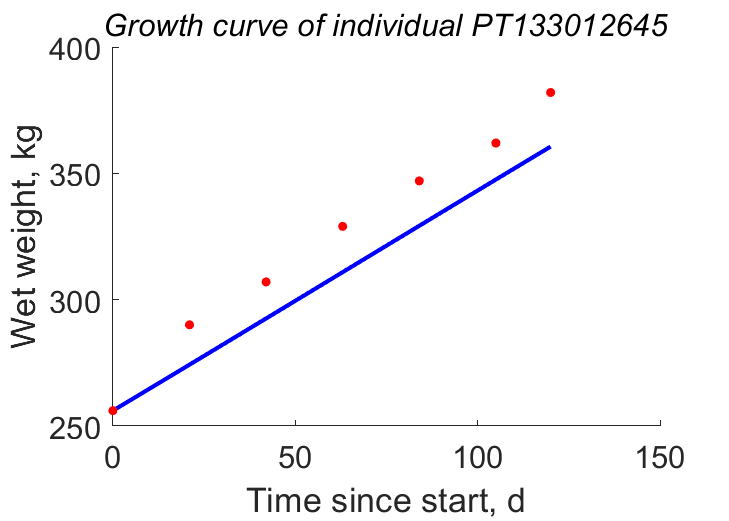 Growth curve of individual PT133012645
400
350
300
250
Wet weight, kg
0 50 100 150
Time since start, d